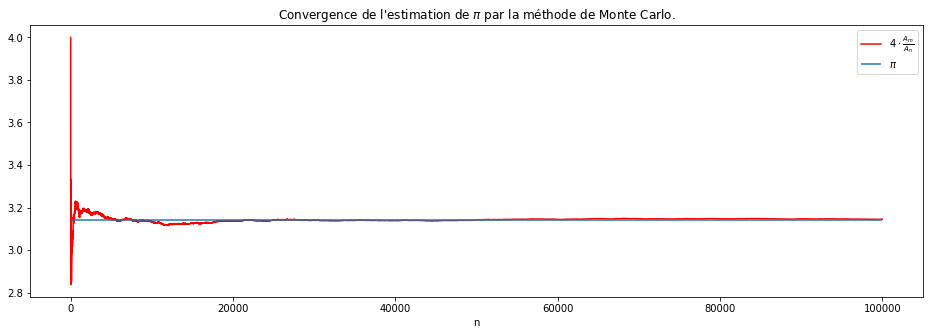 Convergence de l'estimation de π par la méthode de Monte Carlo.
4.0
3.8
3.6
3.4
3.2
3.0
2.8
4 · A_m/A_n
π
0 20000 40000 60000 80000 100000
n